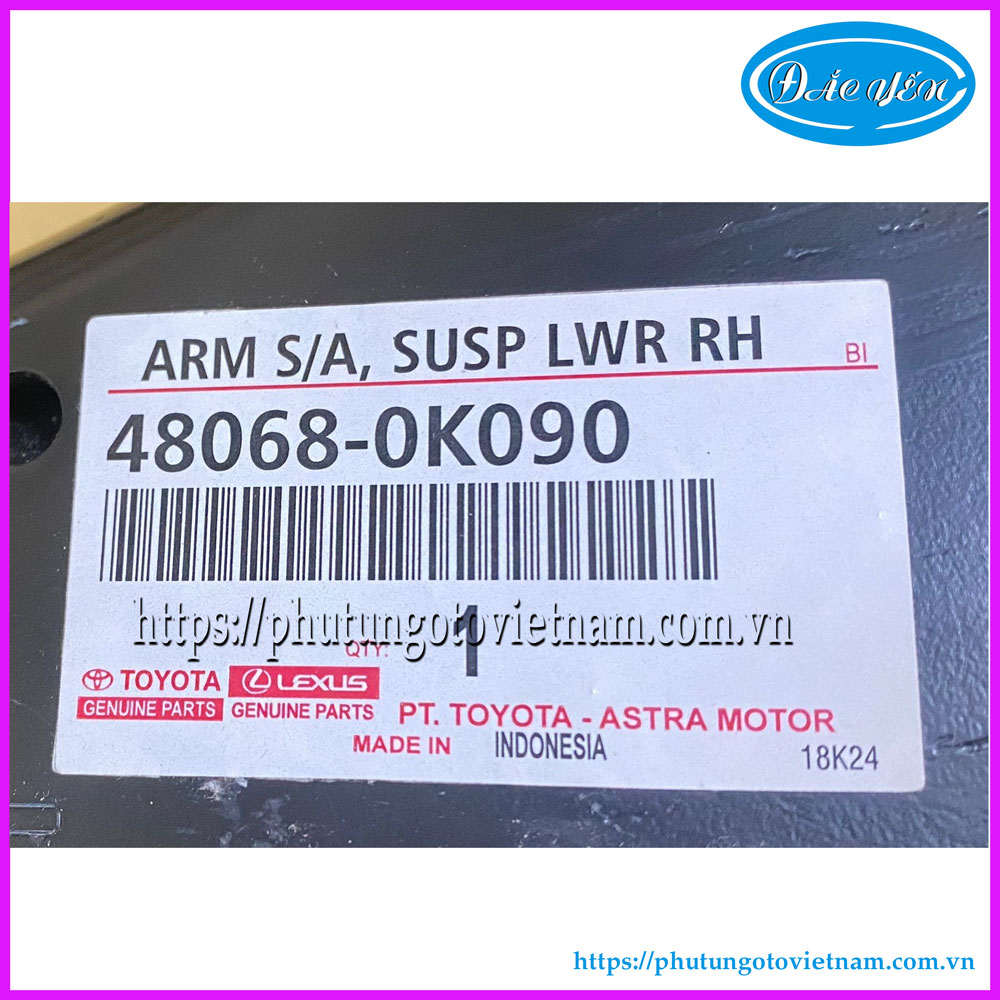 ĐẮC YẾN
ARM S/A, SUSP LWR RH
BI
48068-0K090
https://phutungotovietnam.com.vn
QTY: 1
TOYOTA LEXUS
GENUINE PARTS GENUINE PARTS
PT. TOYOTA - ASTRA MOTOR
MADE IN INDONESIA
18K24
https://phutungotovietnam.com.vn